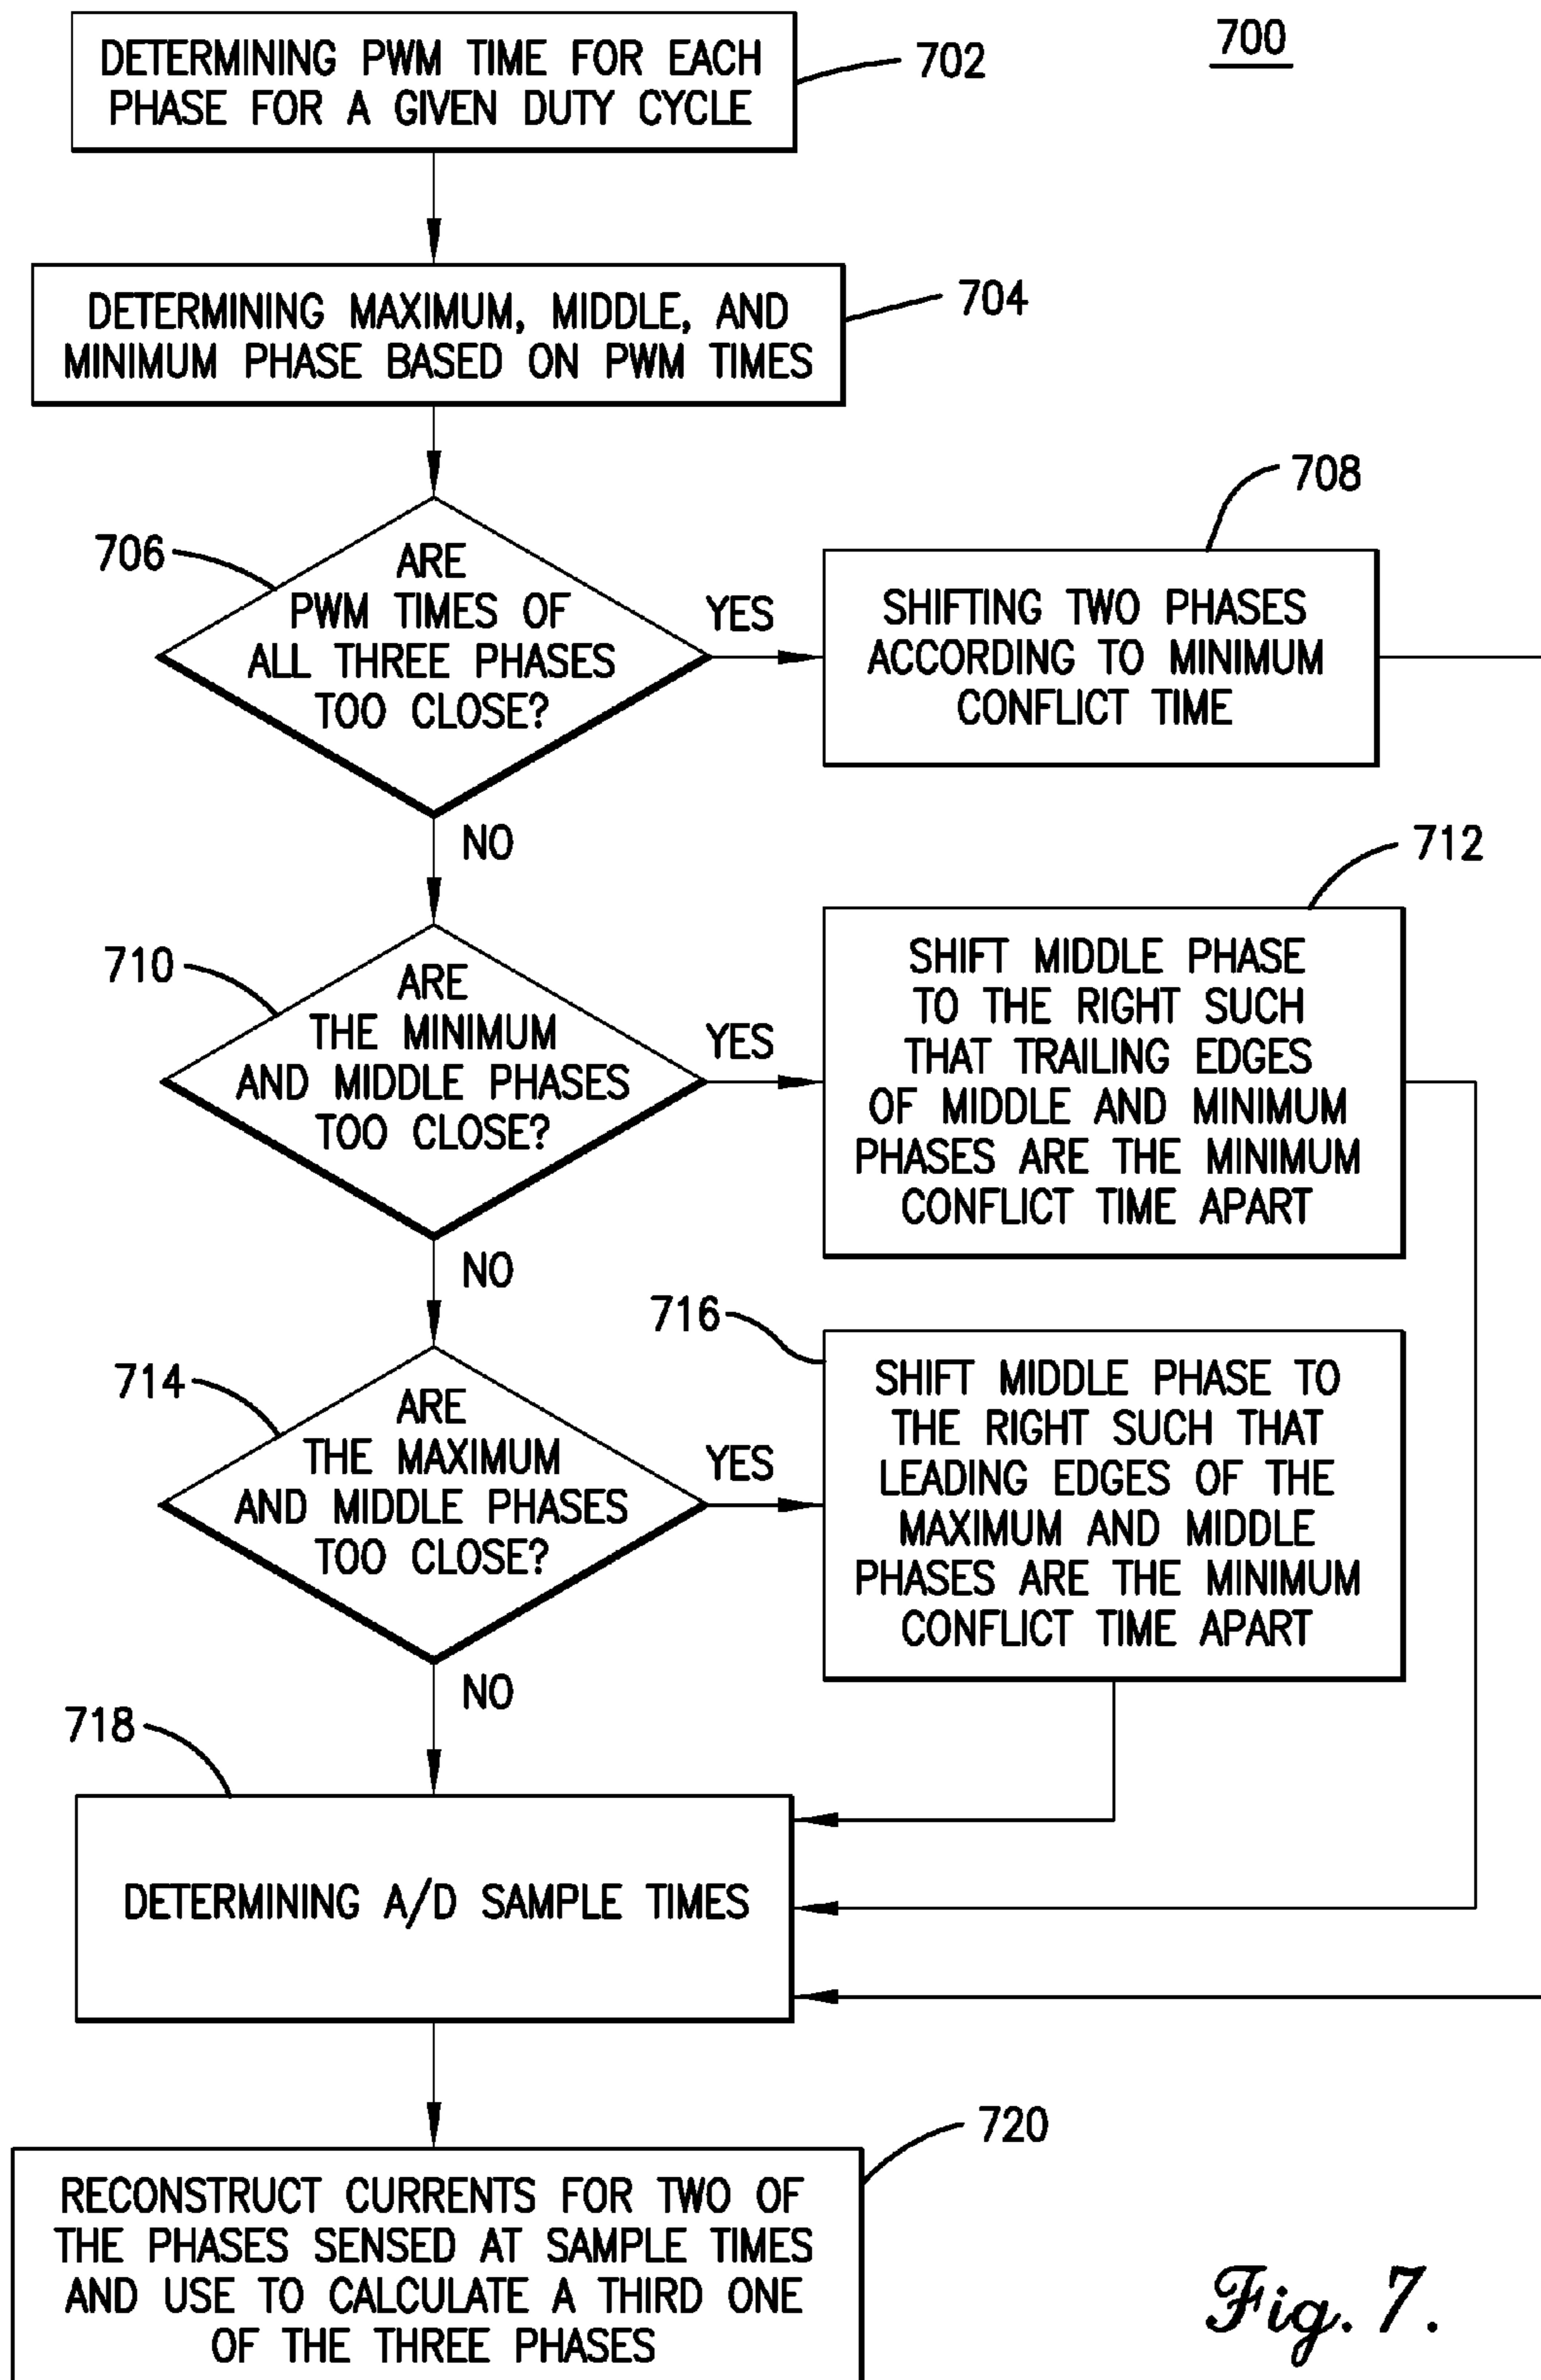 700
DETERMINING PWM TIME FOR EACH
PHASE FOR A GIVEN DUTY CYCLE
702
DETERMINING MAXIMUM, MIDDLE, AND
MINIMUM PHASE BASED ON PWM TIMES
704
706
ARE
PWM TIMES OF
ALL THREE PHASES
TOO CLOSE?
YES
NO
708
SHIFTING TWO PHASES
ACCORDING TO MINIMUM
CONFLICT TIME
710
ARE
THE MINIMUM
AND MIDDLE PHASES
TOO CLOSE?
YES
NO
712
SHIFT MIDDLE PHASE
TO THE RIGHT SUCH
THAT TRAILING EDGES
OF MIDDLE AND MINIMUM
PHASES ARE THE MINIMUM
CONFLICT TIME APART
714
ARE
THE MAXIMUM
AND MIDDLE PHASES
TOO CLOSE?
YES
NO
716
SHIFT MIDDLE PHASE TO
THE RIGHT SUCH THAT
LEADING EDGES OF THE
MAXIMUM AND MIDDLE
PHASES ARE THE MINIMUM
CONFLICT TIME APART
718
DETERMINING A/D SAMPLE TIMES
720
RECONSTRUCT CURRENTS FOR TWO OF
THE PHASES SENSED AT SAMPLE TIMES
AND USE TO CALCULATE A THIRD ONE
OF THE THREE PHASES
Fig. 7.